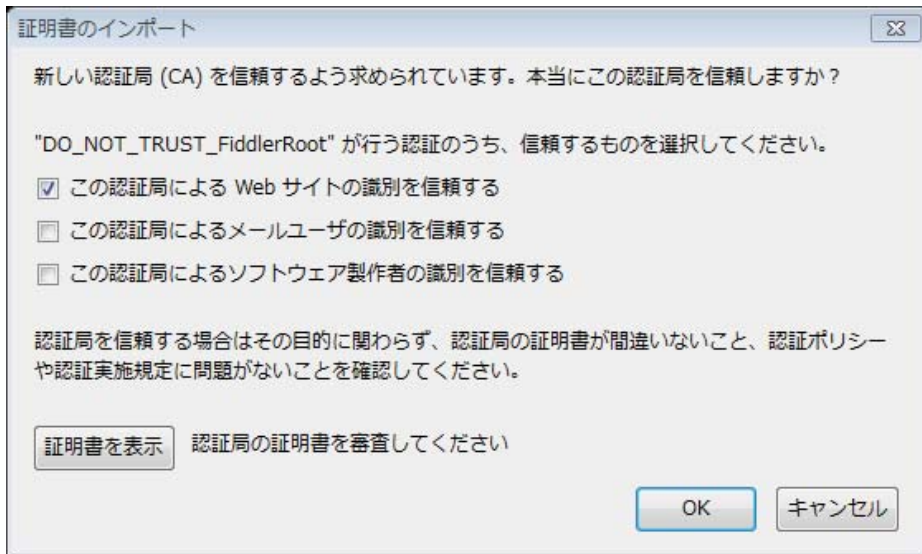 証明書のインポート
新しい認証局 (CA) を信頼するよう求められています。本当にこの認証局を信頼しますか？
"DO_NOT_TRUST_FiddlerRoot" が行う認証のうち、信頼するものを選択してください。
この認証局による Web サイトの識別を信頼する
この認証局によるメールユーザの識別を信頼する
この認証局によるソフトウェア製作者の識別を信頼する
認証局を信頼する場合はその目的に関わらず、認証局の証明書が間違いないこと、認証ポリシー
や認証実施規定に問題がないことを確認してください。
証明書を表示 認証局の証明書を審査してください
OK キャンセル